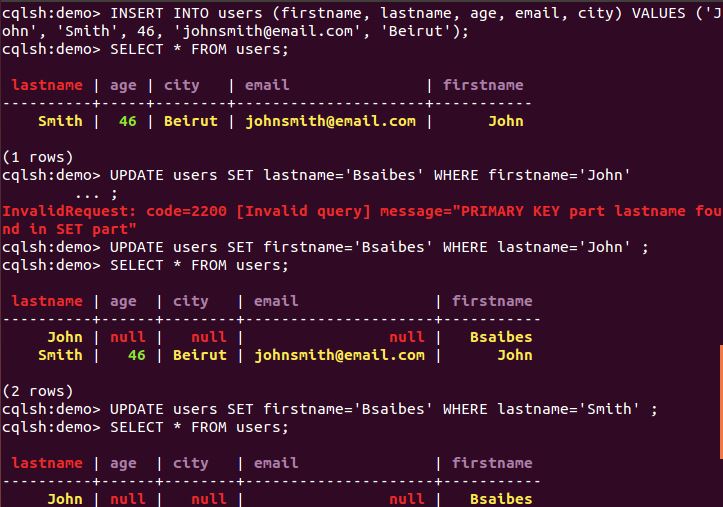 cqlsh:demo> INSERT INTO users (firstname, lastname, age, email, city) VALUES ('J
ohn', 'Smith', 46, 'johnsmith@email.com', 'Beirut');
cqlsh:demo> SELECT * FROM users;
 lastname | age | city   | email               | firstname
----------+-----+--------+---------------------+-----------
    Smith |  46 | Beirut | johnsmith@email.com |      John
(1 rows)
cqlsh:demo> UPDATE users SET lastname='Bsaibes' WHERE firstname='John'
        ... ;
InvalidRequest: code=2200 [Invalid query] message="PRIMARY KEY part lastname fou
nd in SET part"
cqlsh:demo> UPDATE users SET firstname='Bsaibes' WHERE lastname='John' ;
cqlsh:demo> SELECT * FROM users;
 lastname | age  | city   | email               | firstname
----------+------+--------+---------------------+-----------
     John | null |   null |                null |   Bsaibes
    Smith |   46 | Beirut | johnsmith@email.com |      John
(2 rows)
cqlsh:demo> UPDATE users SET firstname='Bsaibes' WHERE lastname='Smith' ;
cqlsh:demo> SELECT * FROM users;
 lastname | age  | city   | email               | firstname
----------+------+--------+---------------------+-----------
     John | null |   null |                null |   Bsaibes